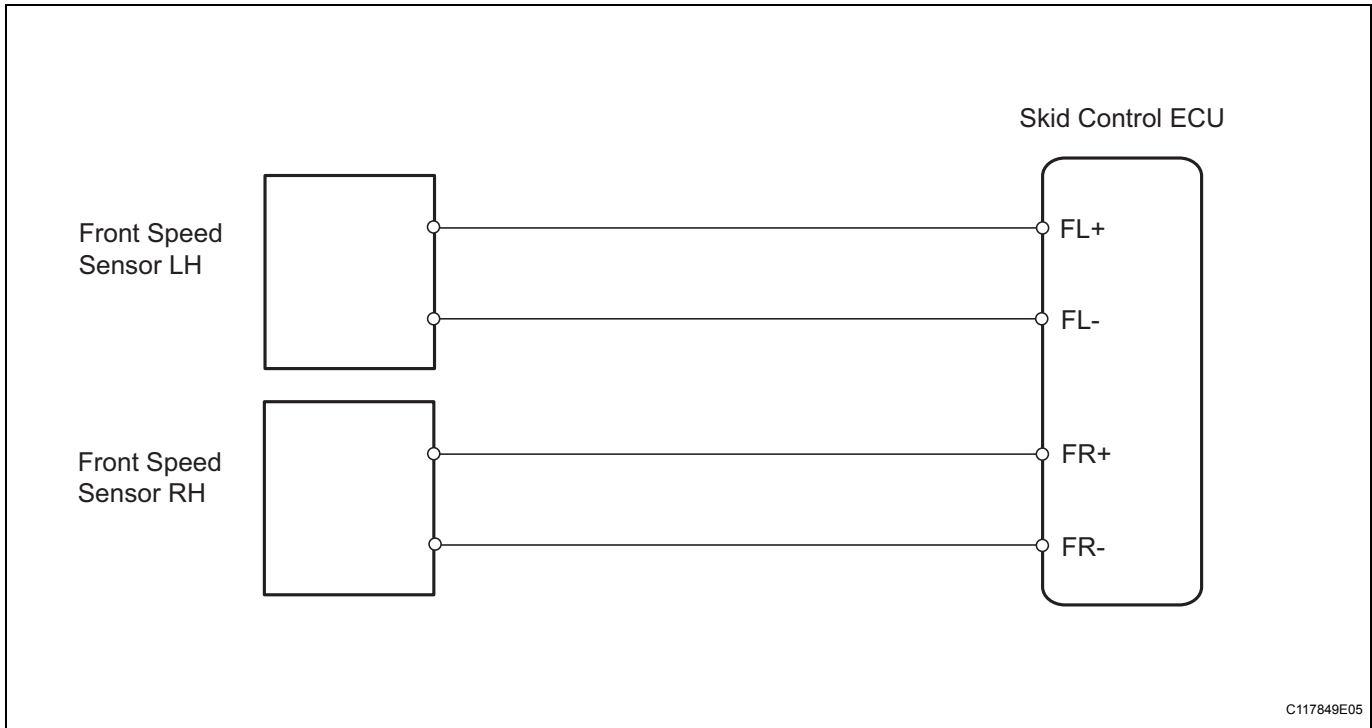 Skid Control ECU
Front Speed
Sensor LH
FL+
FL-
Front Speed
Sensor RH
FR+
FR-
C117849E05